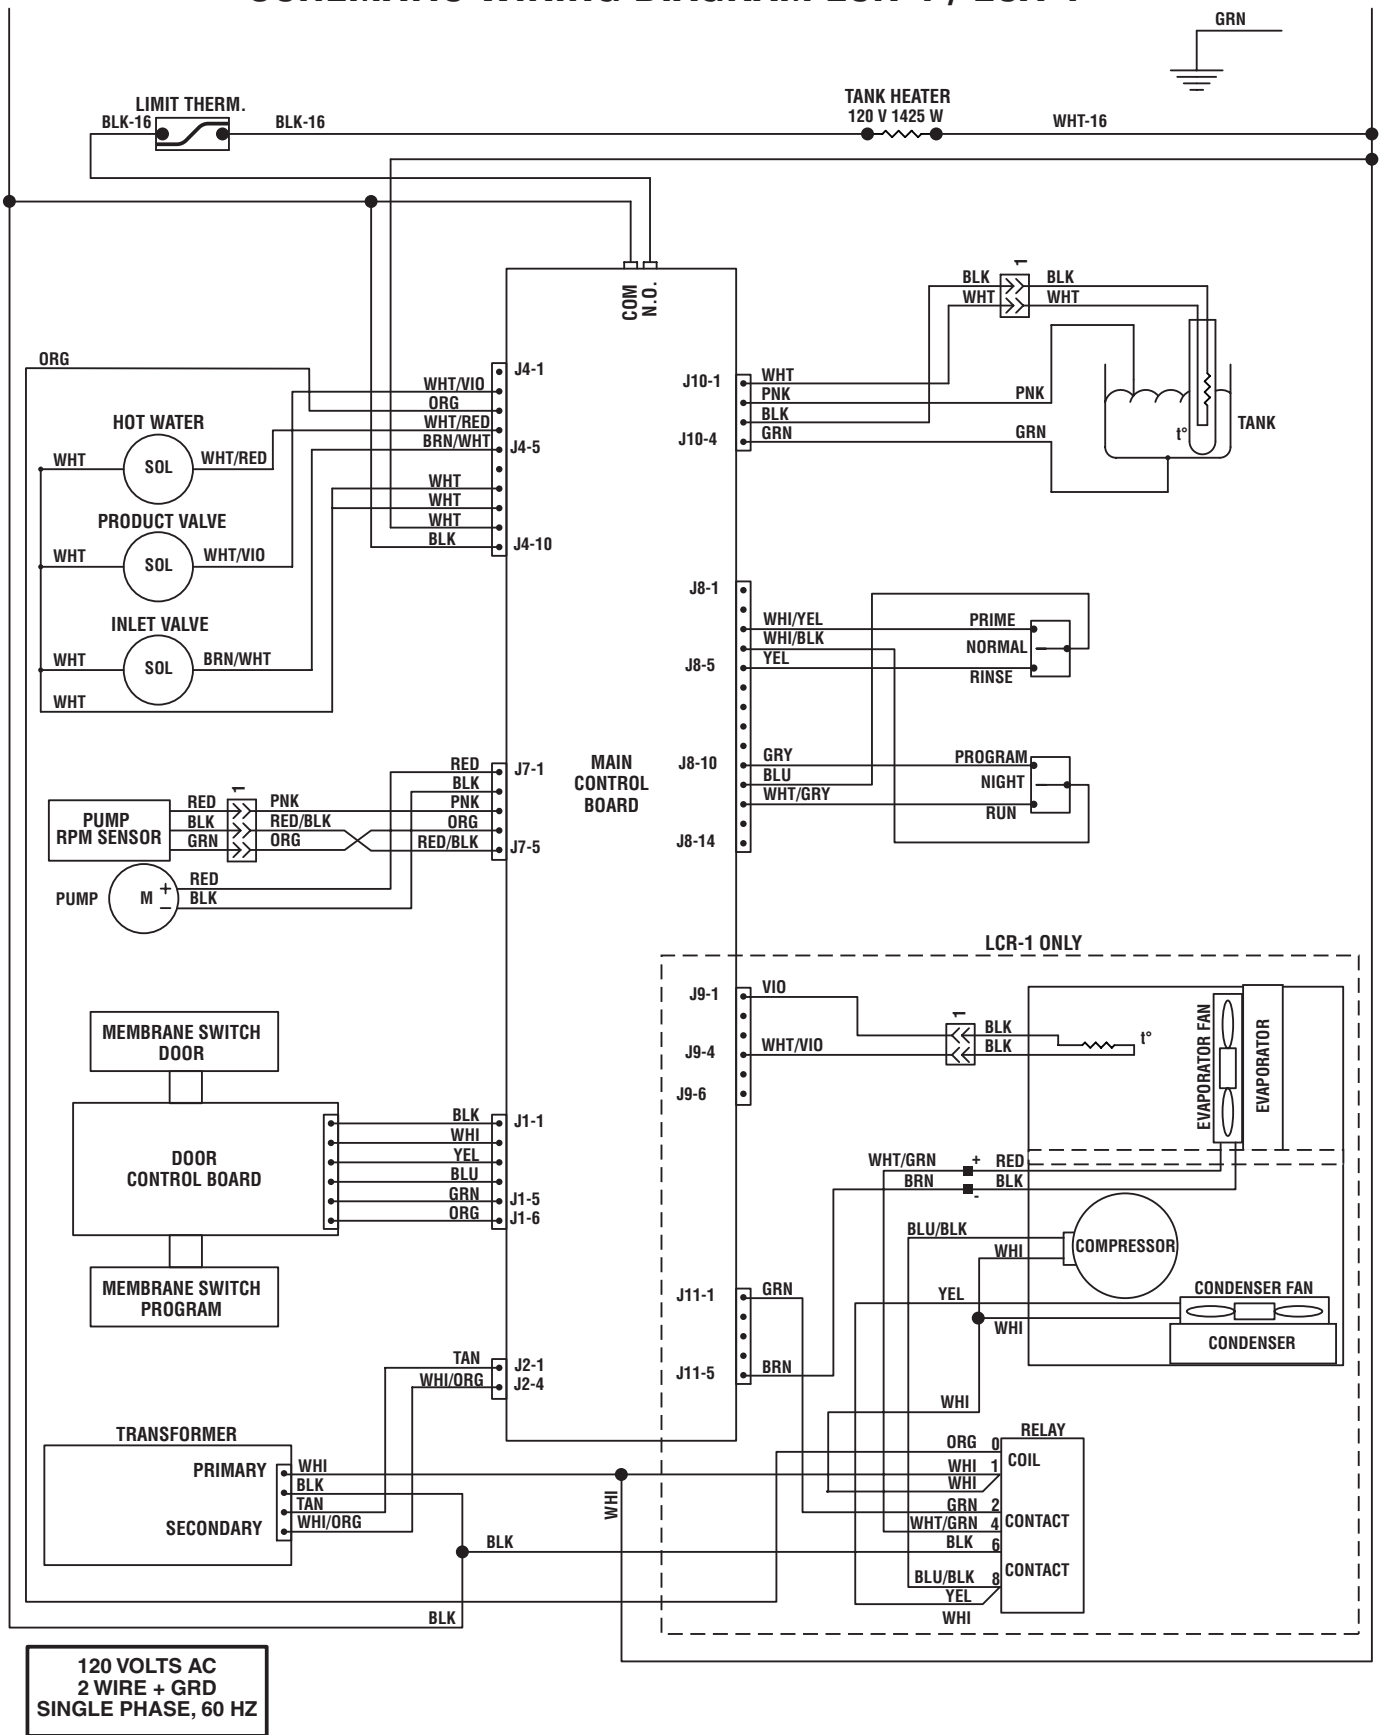 GRN
LIMIT THERM.
BLK-16
BLK-16
TANK HEATER
120 V 1425 W
WHT-16
COM
N.O.
1
BLK
BLK
WHT
WHT
ORG
J4-1
WHT/VIO
ORG
WHT/RED
BRN/WHT
J4-5
WHT
WHT
WHT
BLK
J4-10
HOT WATER
WHT
SOL
WHT/RED
PRODUCT VALVE
WHT
SOL
WHT/VIO
INLET VALVE
WHT
SOL
BRN/WHT
WHT
J10-1
WHT
PNK
PNK
BLK
J10-4
GRN
GRN
t°
TANK
J8-1
WHI/YEL
PRIME
WHI/BLK
NORMAL
J8-5
YEL
RINSE
J8-10
GRY
PROGRAM
BLU
NIGHT
WHT/GRY
RUN
J8-14
MAIN
CONTROL
BOARD
RED
J7-1
BLK
PNK
ORG
RED/BLK
J7-5
PUMP
RPM SENSOR
RED
BLK
GRN
1
PNK
RED/BLK
ORG
PUMP
M
+
–
RED
BLK
LCR-1 ONLY
J9-1
VIO
J9-4
WHT/VIO
J9-6
1
BLK
BLK
t°
EVAPORATOR FAN
EVAPORATOR
MEMBRANE SWITCH
DOOR
DOOR
CONTROL BOARD
MEMBRANE SWITCH
PROGRAM
BLK
J1-1
WHI
YEL
BLU
GRN
J1-5
ORG
J1-6
WHT/GRN
+
RED
BRN
-
BLK
BLU/BLK
WHI
COMPRESSOR
J11-1
GRN
YEL
WHI
CONDENSER FAN
CONDENSER
J11-5
BRN
TAN
J2-1
WHI/ORG
J2-4
WHI
TRANSFORMER
PRIMARY
WHI
BLK
TAN
SECONDARY
WHI/ORG
RELAY
ORG 0
COIL
WHI 1
WHI
GRN 2
WHT/GRN 4
CONTACT
BLK 6
CONTACT
BLU/BLK 8
YEL
WHI
WHI
BLK
BLK
120 VOLTS AC
2 WIRE + GRD
SINGLE PHASE, 60 HZ